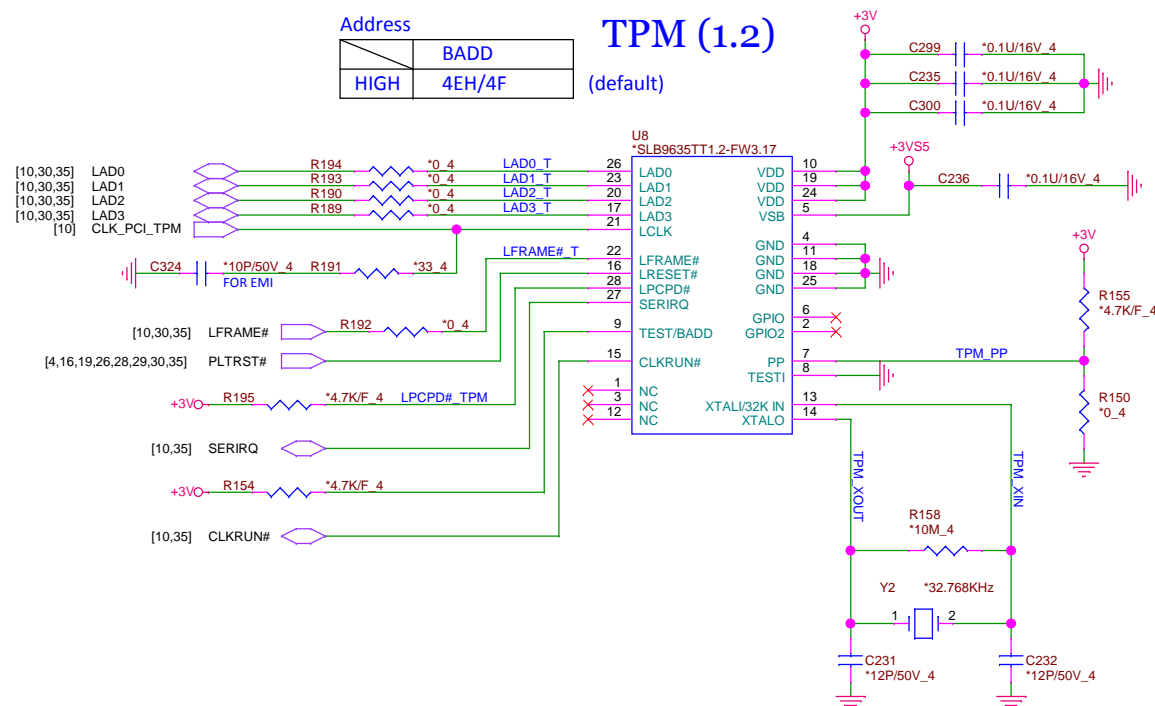 Address
TPM (1.2)
BADD
HIGH 4EH/4F (default)
+3V
C299 *0.1U/16V_4
C235 *0.1U/16V_4
C300 *0.1U/16V_4
+3VS5
C236 *0.1U/16V_4
U8
*SLB9635TT1.2-FW3.17
[10,30,35] LAD0 R194 *0_4 LAD0_T 26 LAD0 VDD 10
[10,30,35] LAD1 R193 *0_4 LAD1_T 23 LAD1 VDD 19
[10,30,35] LAD2 R190 *0_4 LAD2_T 20 LAD2 VDD 24
[10,30,35] LAD3 R189 *0_4 LAD3_T 17 LAD3 VSB 5
[10] CLK_PCI_TPM 21 LCLK
GND 4
LFRAME#_T 22 LFRAME# GND 11
C324 *10P/50V_4 R191 *33_4 16 LRESET# GND 18
FOR EMI 28 LPCPD# GND 25
27 SERIRQ
GPIO 6
[10,30,35] LFRAME# R192 *0_4 9 TEST/BADD GPIO2 2
[4,16,19,26,28,29,30,35] PLTRST# 15 CLKRUN# PP 7 TPM_PP
TESTI 8
+3V
R155
*4.7K/F_4
R150
*0_4
1 NC
+3V R195 *4.7K/F_4 LPCPD#_TPM 3 NC XTALI/32K IN 13
12 NC XTALO 14
[10,35] SERIRQ
+3V R154 *4.7K/F_4
[10,35] CLKRUN#
TPM_XOUT
TPM_XIN
R158
*10M_4
Y2 *32.768KHz
1 2
C231
*12P/50V_4
C232
*12P/50V_4